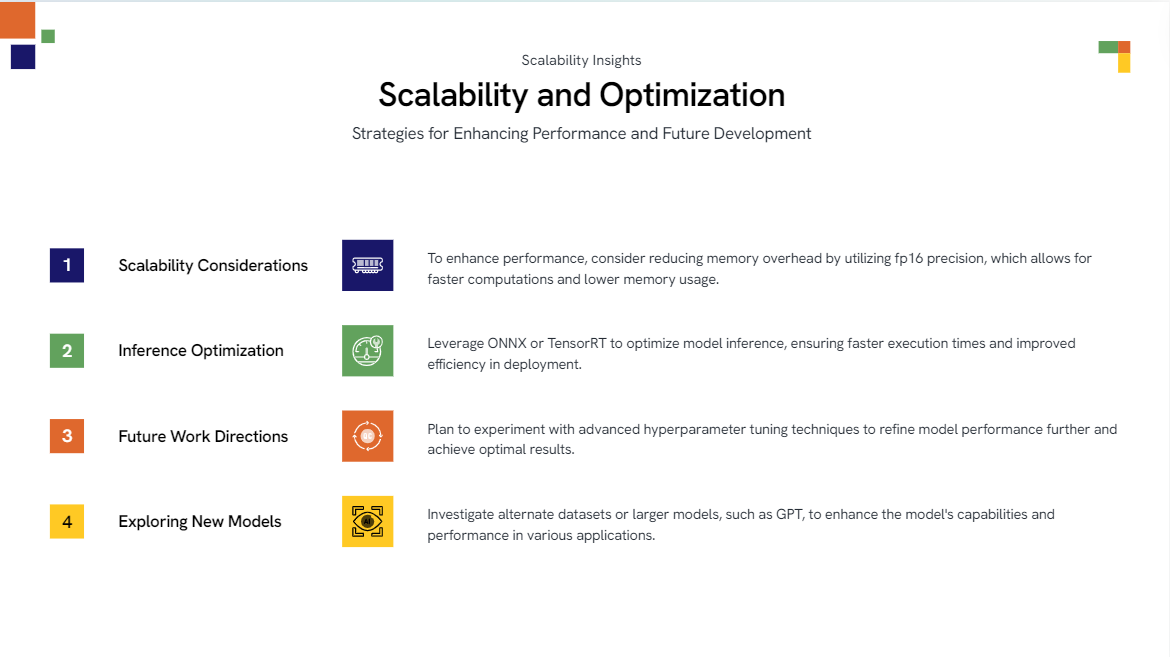 Scalability Insights
Scalability and Optimization
Strategies for Enhancing Performance and Future Development
1
Scalability Considerations
To enhance performance, consider reducing memory overhead by utilizing fp16 precision, which allows for
faster computations and lower memory usage.
2
Inference Optimization
Leverage ONNX or TensorRT to optimize model inference, ensuring faster execution times and improved
efficiency in deployment.
3
Future Work Directions
QC
Plan to experiment with advanced hyperparameter tuning techniques to refine model performance further and
achieve optimal results.
4
Exploring New Models
AI
Investigate alternate datasets or larger models, such as GPT, to enhance the model's capabilities and
performance in various applications.